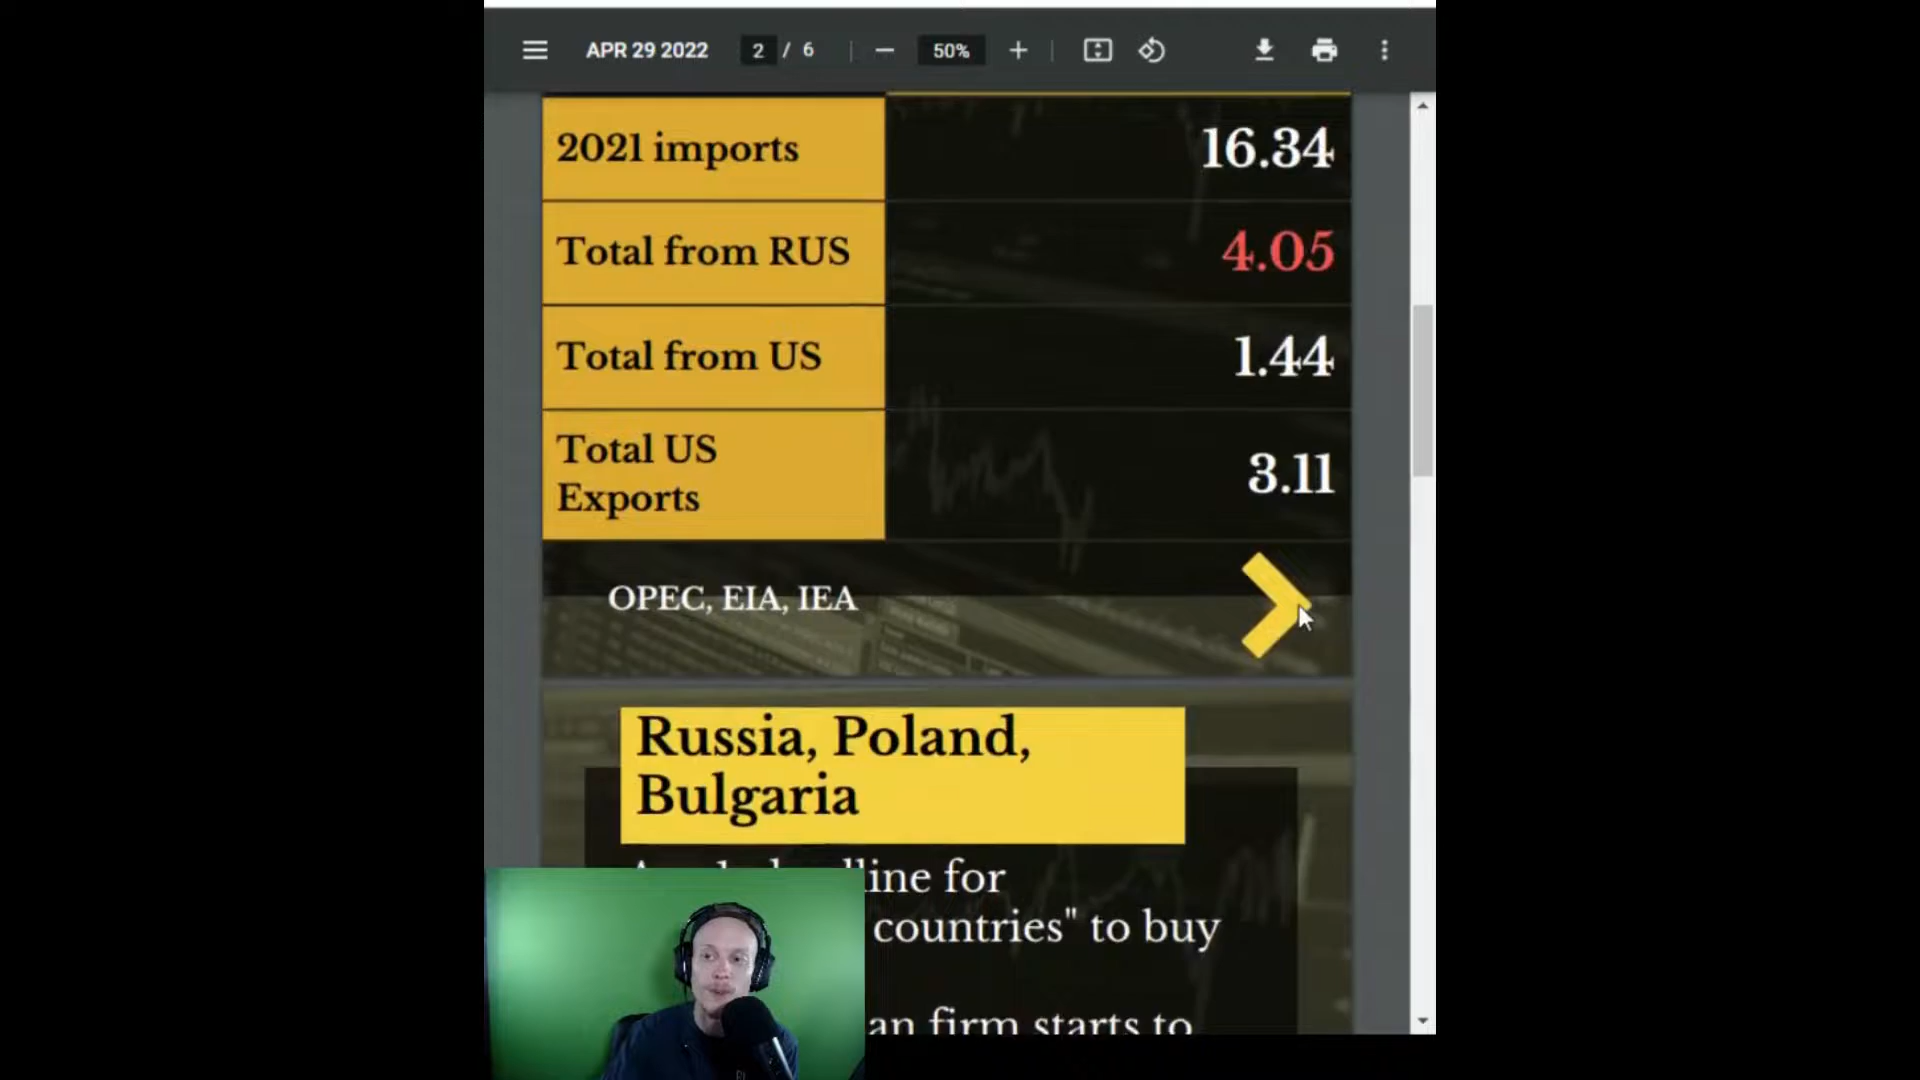 APR 29 2022 2 / 6 50%
2021 imports 16.34
Total from RUS 4.05
Total from US 1.44
Total US
Exports
3.11
OPEC, EIA, IEA
Russia, Poland,
Bulgaria
for
countries" to buy
firm starts to